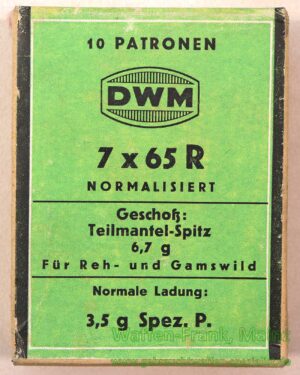 10 PATRONEN
DWM
7 x 65 R
NORMALISIERT
Geschoß:
Teilmantel-Spitz
6,7 g
Für Reh- und Gamswild
Normale Ladung:
3,5 g Spez. P.
Waffen-Frank, Mainz